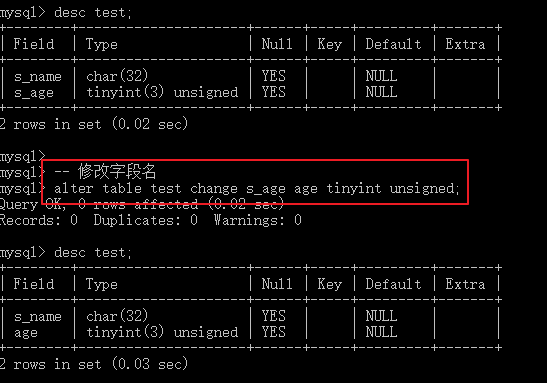 mysql> desc test;
+--------+---------------------+------+-----+---------+-------+
| Field | Type | Null | Key | Default | Extra |
+--------+---------------------+------+-----+---------+-------+
| s_name | char(32) | YES | | NULL | |
| s_age | tinyint(3) unsigned | YES | | NULL | |
+--------+---------------------+------+-----+---------+-------+
2 rows in set (0.02 sec)
mysql>
mysql> -- 修改字段名
mysql> alter table test change s_age age tinyint unsigned;
Query OK, 0 rows affected (0.02 sec)
Records: 0 Duplicates: 0 Warnings: 0
mysql> desc test;
+--------+---------------------+------+-----+---------+-------+
| Field | Type | Null | Key | Default | Extra |
+--------+---------------------+------+-----+---------+-------+
| s_name | char(32) | YES | | NULL | |
| age | tinyint(3) unsigned | YES | | NULL | |
+--------+---------------------+------+-----+---------+-------+
2 rows in set (0.03 sec)